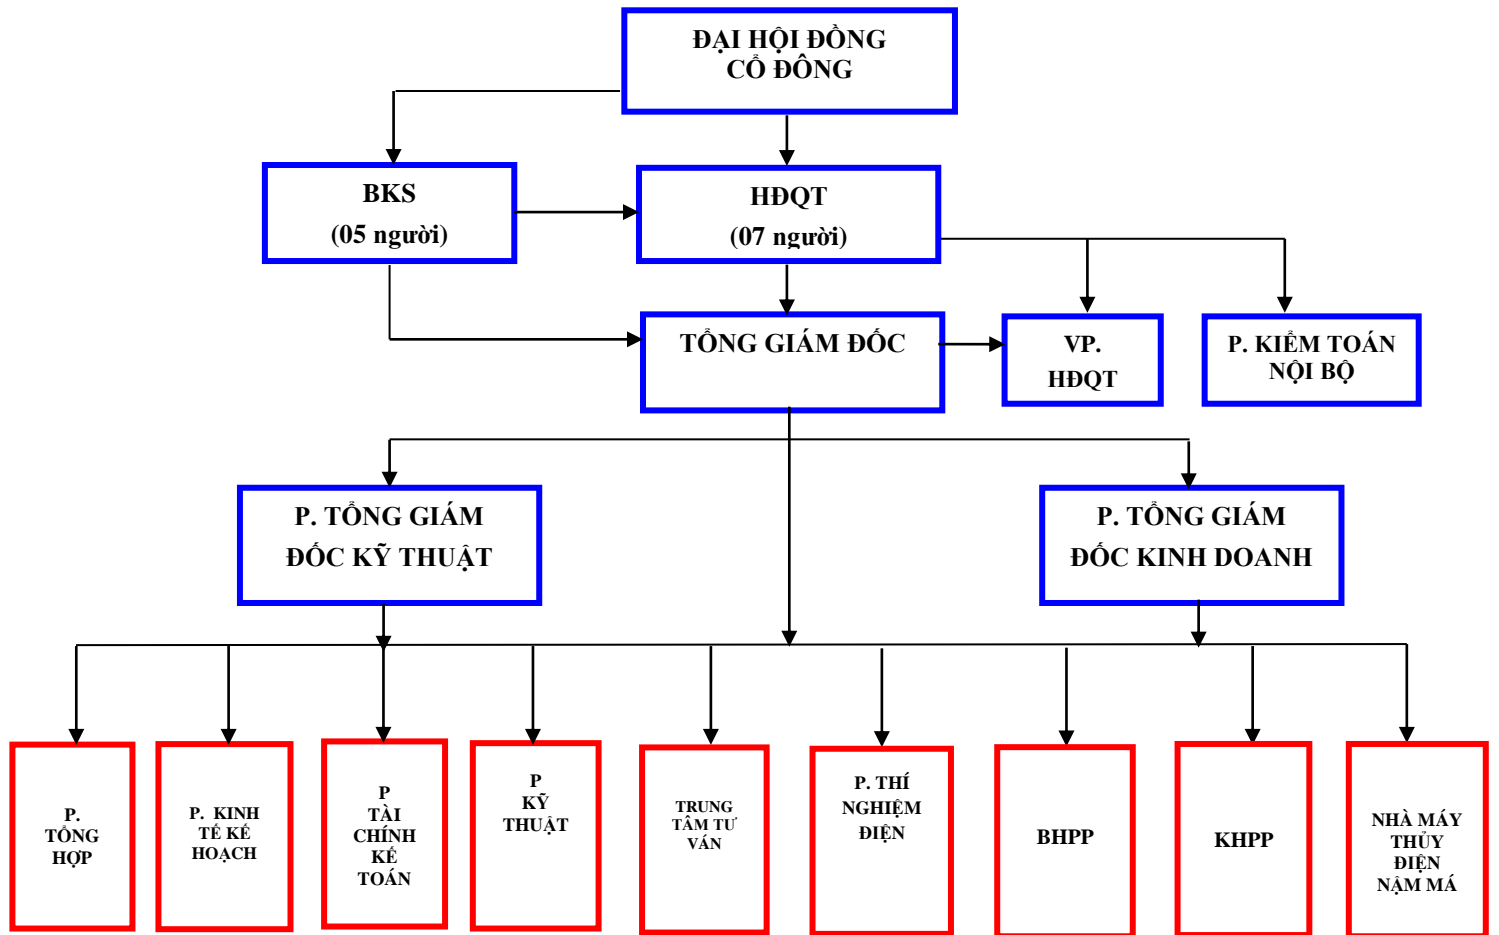 ĐẠI HỘI ĐỒNG
CỔ ĐÔNG
BKS
(05 người)
HĐQT
(07 người)
TỔNG GIÁM ĐỐC
VP.
HĐQT
P. KIỂM TOÁN
NỘI BỘ
P. TỔNG GIÁM
ĐỐC KỸ THUẬT
P. TỔNG GIÁM
ĐỐC KINH DOANH
P.
TỔNG
HỢP
P. KINH
TẾ KẾ
HOẠCH
P
TÀI
CHÍNH
KẾ
TOÁN
P
KỸ
THUẬT
TRUNG
TÂM TƯ
VẤN
P. THÍ
NGHIỆM
ĐIỆN
BHPP
KHPP
NHÀ MÁY
THỦY
ĐIỆN
NẬM MÁ